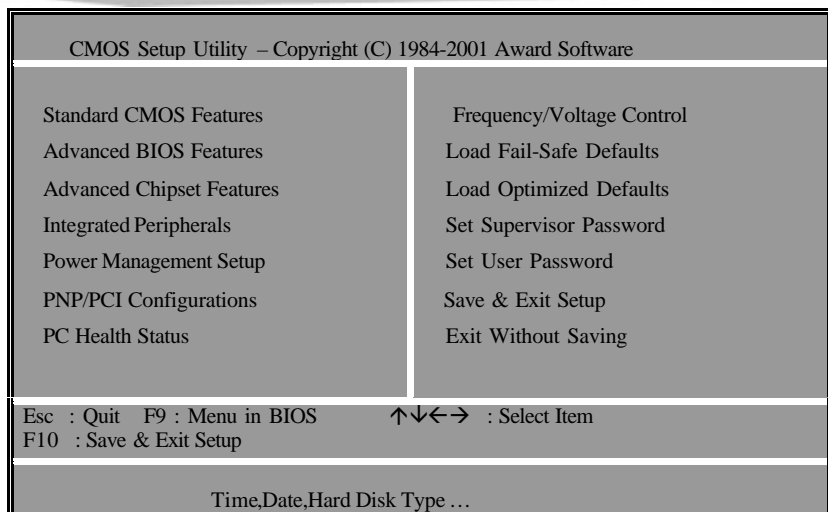 CMOS Setup Utility – Copyright (C) 1984-2001 Award Software
Standard CMOS Features
Advanced BIOS Features
Advanced Chipset Features
Integrated Peripherals
Power Management Setup
PNP/PCI Configurations
PC Health Status
Frequency/Voltage Control
Load Fail-Safe Defaults
Load Optimized Defaults
Set Supervisor Password
Set User Password
Save & Exit Setup
Exit Without Saving
Esc : Quit F9 : Menu in BIOS ↑↓←→ : Select Item
F10 : Save & Exit Setup
Time,Date,Hard Disk Type …